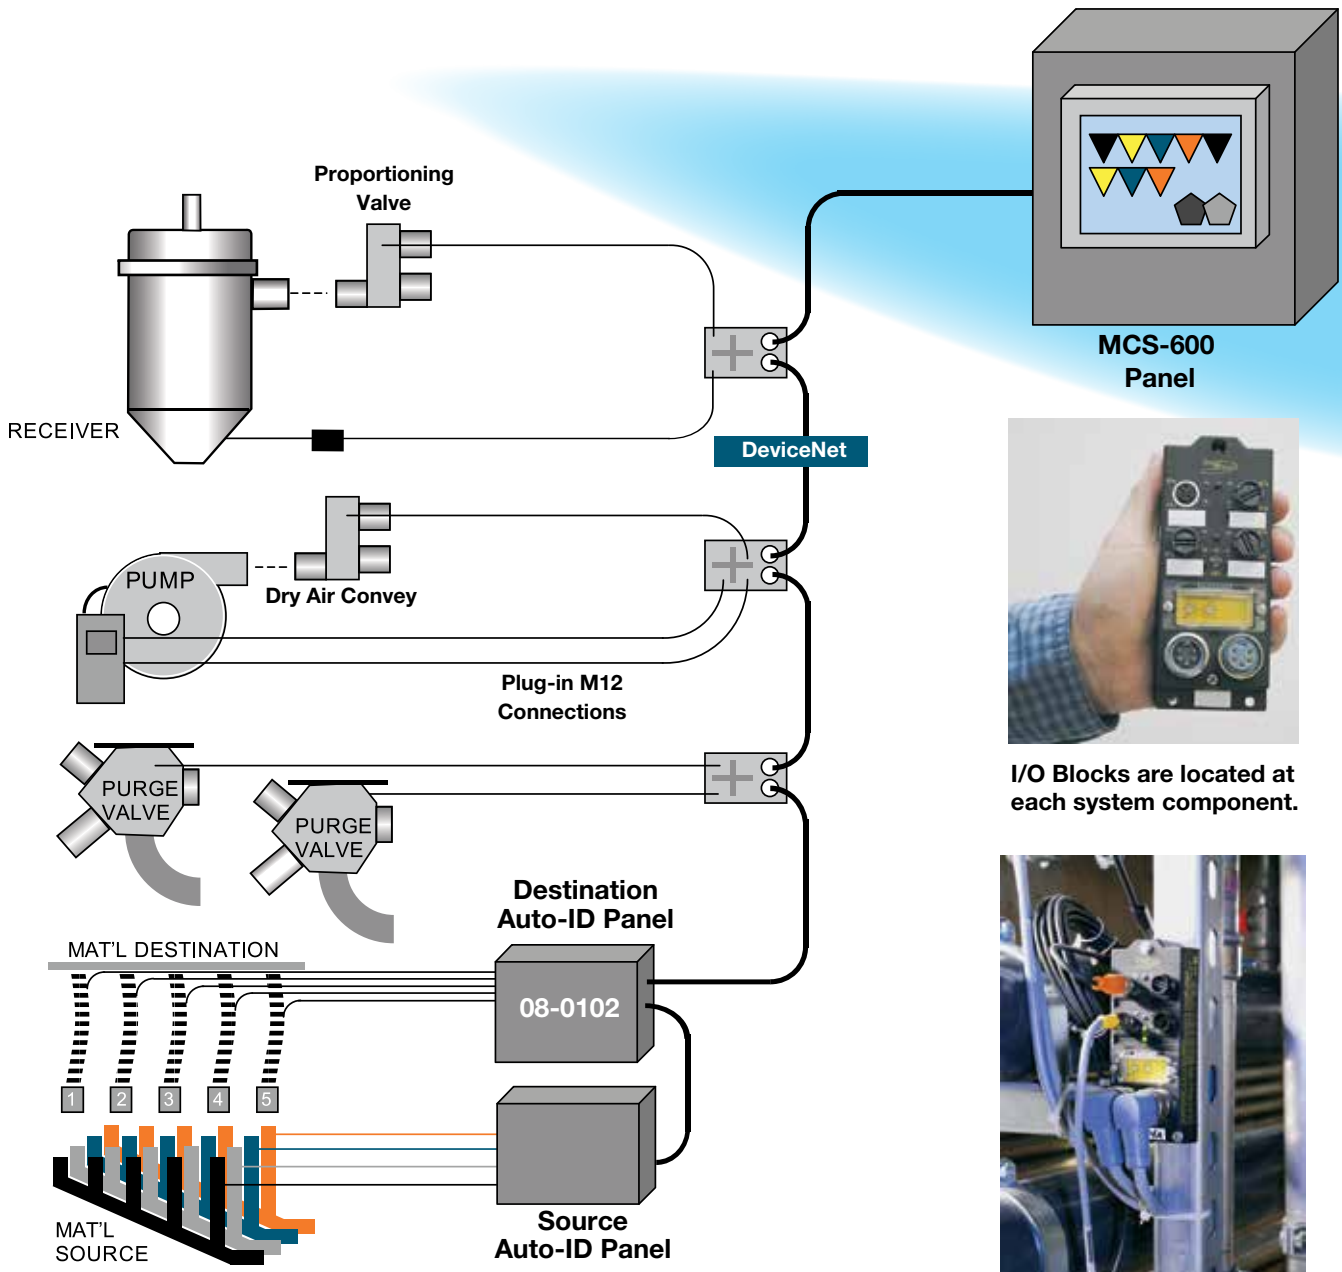 Proportioning
Valve
MCS-600
Panel
RECEIVER
DeviceNet
PUMP
Dry Air Convey
Plug-in M12
Connections
PURGE
VALVE
PURGE
VALVE
I/O Blocks are located at
each system component.
Destination
Auto-ID Panel
MAT'L DESTINATION
08-0102
1 2 3 4 5
MAT'L
SOURCE
Source
Auto-ID Panel